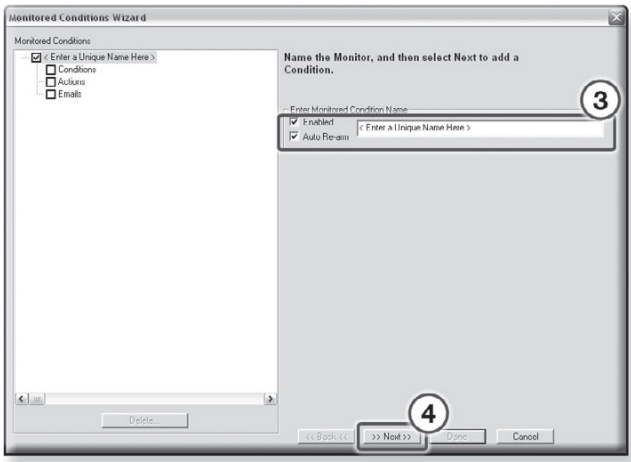 Monitored Conditions Wizard
Monitored Conditions
< Enter a Unique Name Here >
Conditions
Actions
Emails
Name the Monitor, and then select Next to add a
Condition.
Enter Monitored Condition Name
3
Enabled
< Enter a Unique Name Here >
Auto Re-arm
Delete...
4
<< Back <<
>> Next >>
Done
Cancel